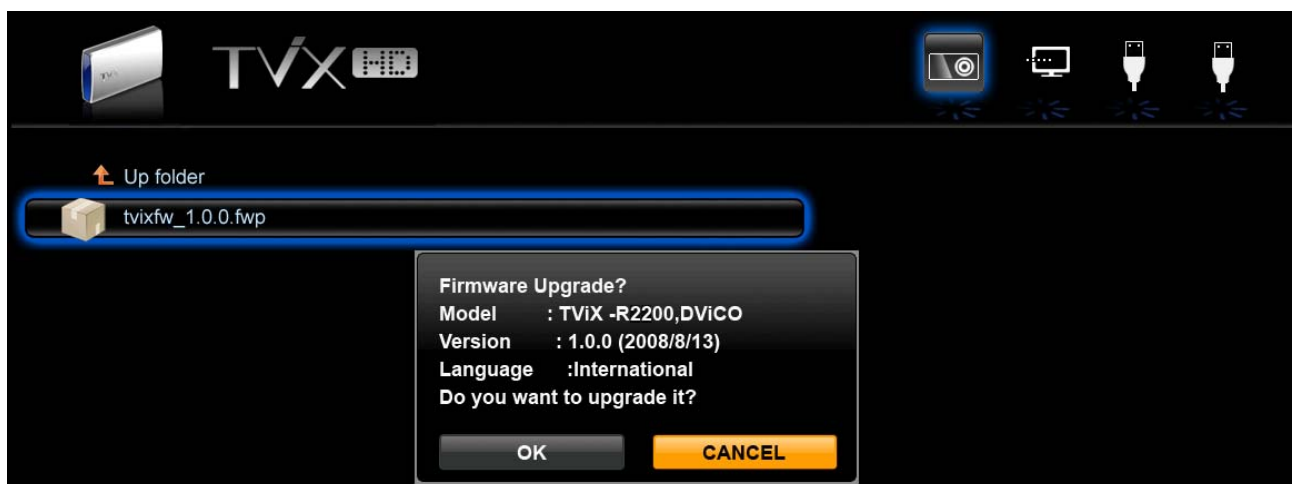 TViX HD
Up folder
tvixfw_1.0.0.fwp
Firmware Upgrade?
Model : TViX -R2200,DViCO
Version : 1.0.0 (2008/8/13)
Language :International
Do you want to upgrade it?
OK CANCEL